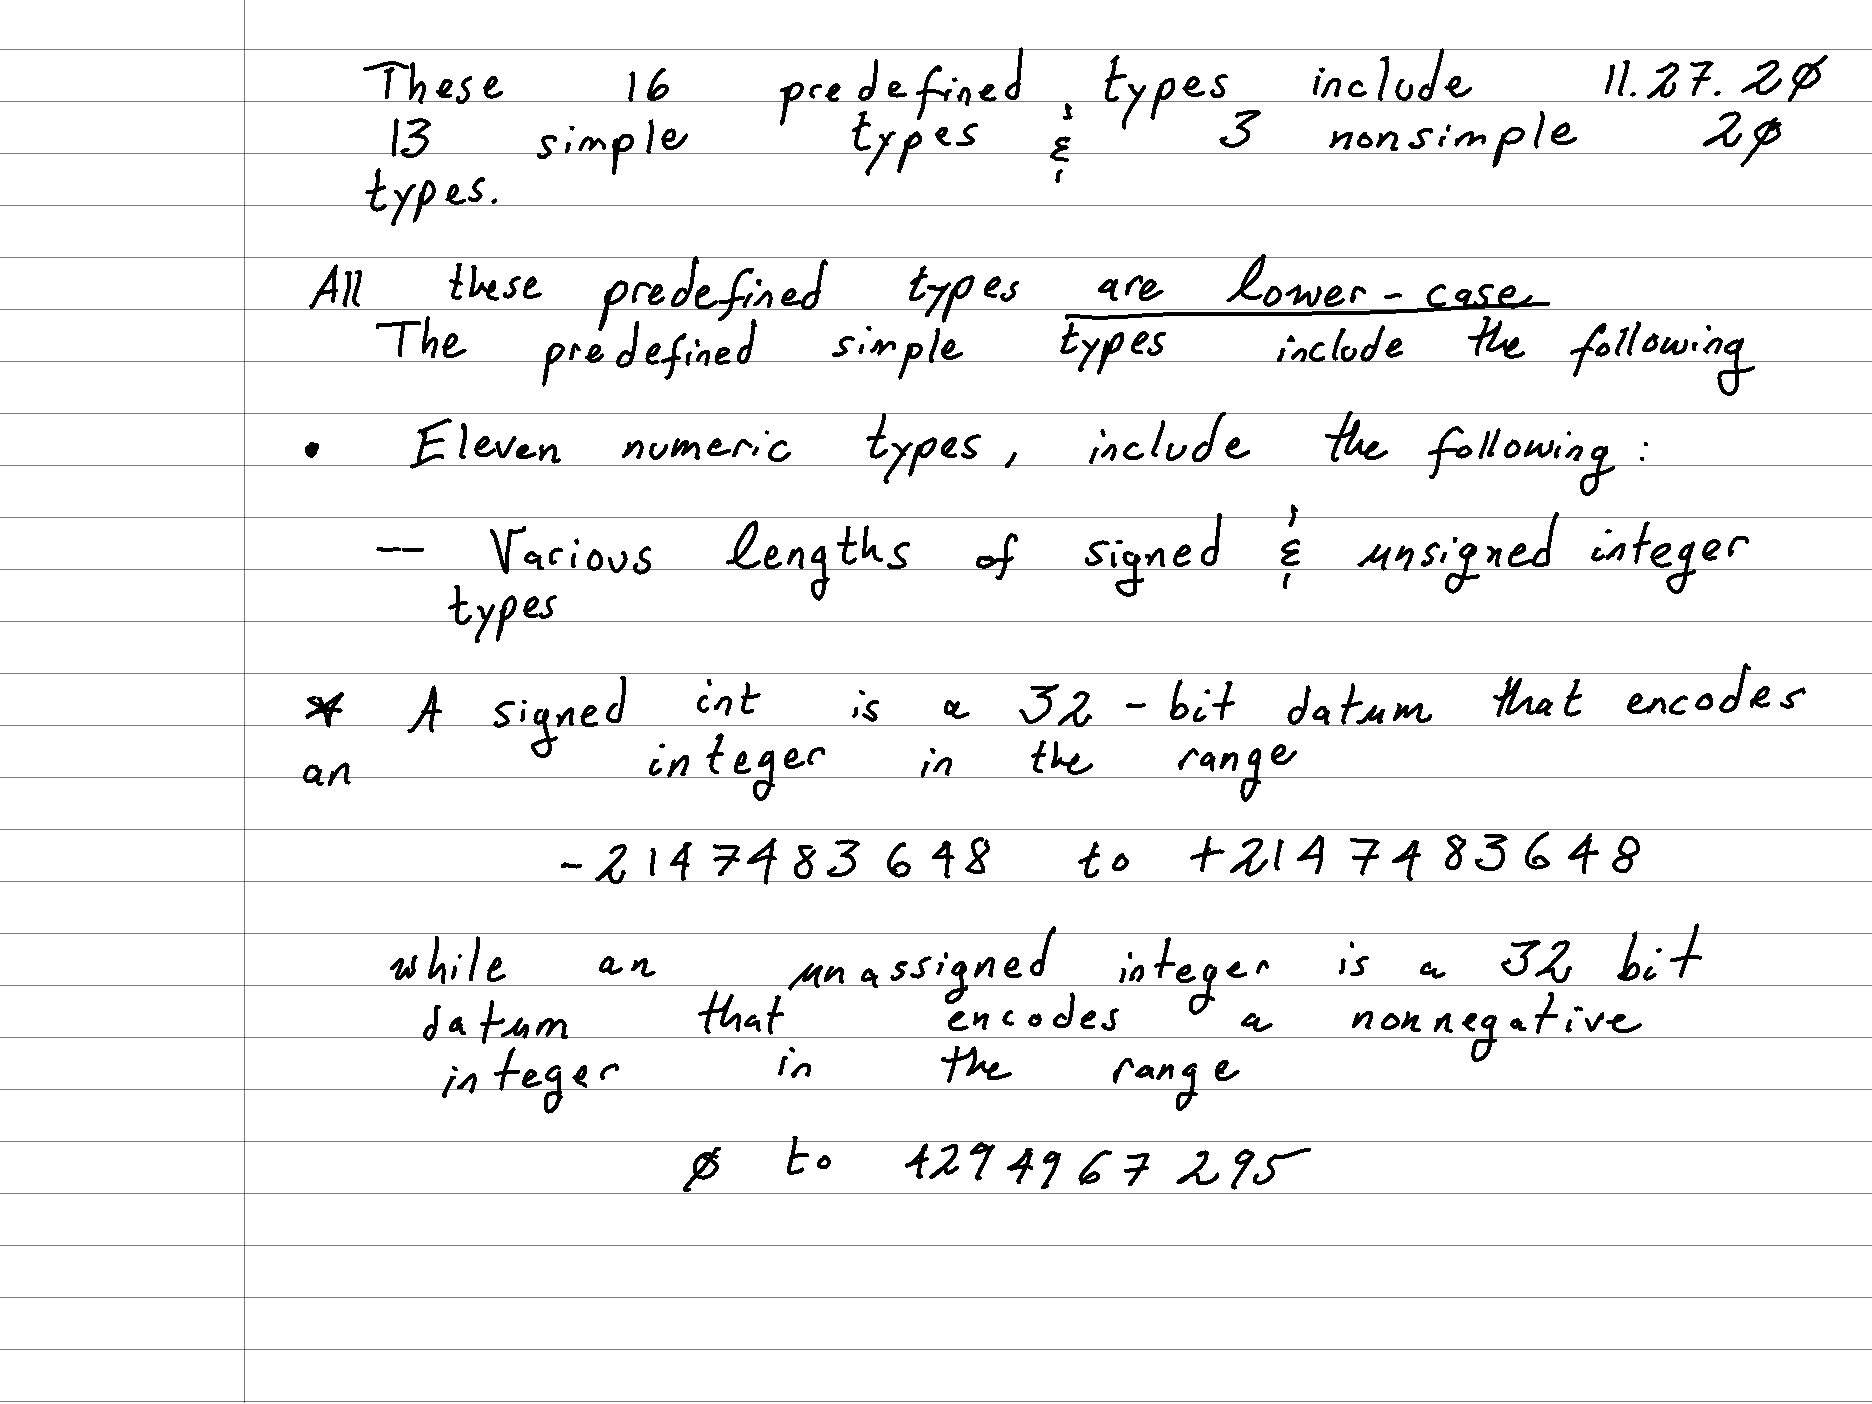 These 16 predefined types include 11.27.2∅
13 simple types & 3 nonsimple 2∅
types.
All these predefined types are lower-case
The predefined simple types include the following
• Eleven numeric types, include the following:
— Various lengths of signed & unsigned integer
types
* A signed int is a 32-bit datum that encodes
an integer in the range
-2147483648 to +2147483648
while an unassigned integer is a 32 bit
datum that encodes a nonnegative
integer in the range
∅ to 4294967295